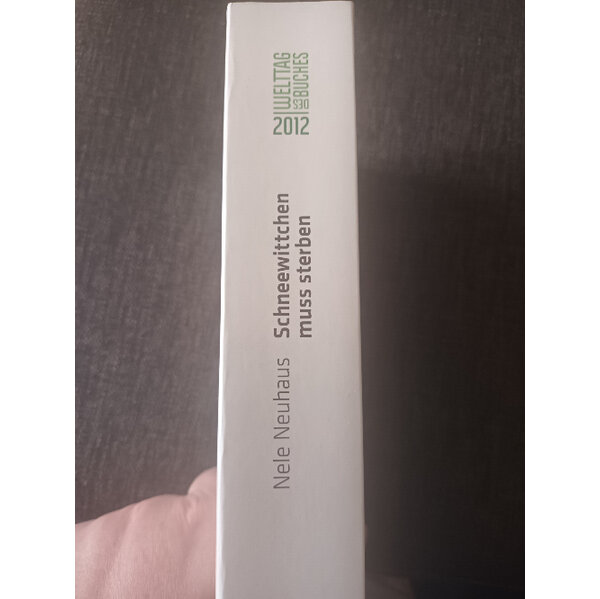 Nele Neuhaus
Schneewittchen
muss sterben
WELTTAG
DES BUCHES
2012